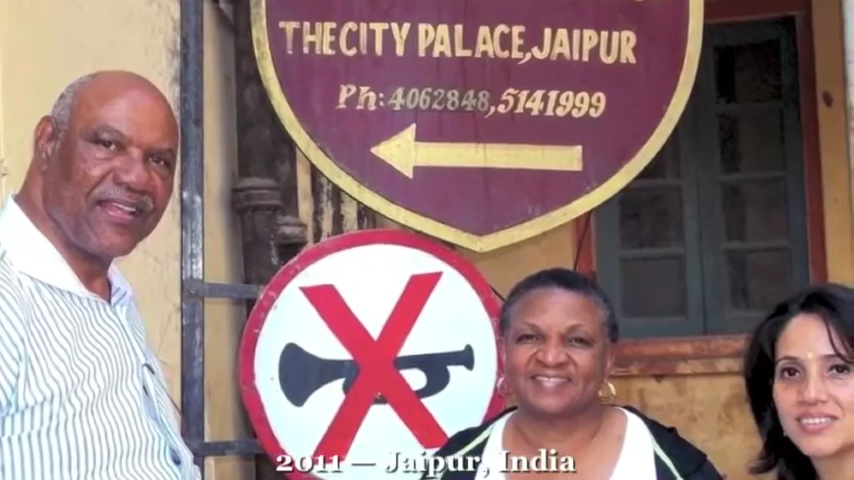 THE CITY PALACE, JAIPUR
Ph: 4062848, 5141999
2011 — Jaipur, India